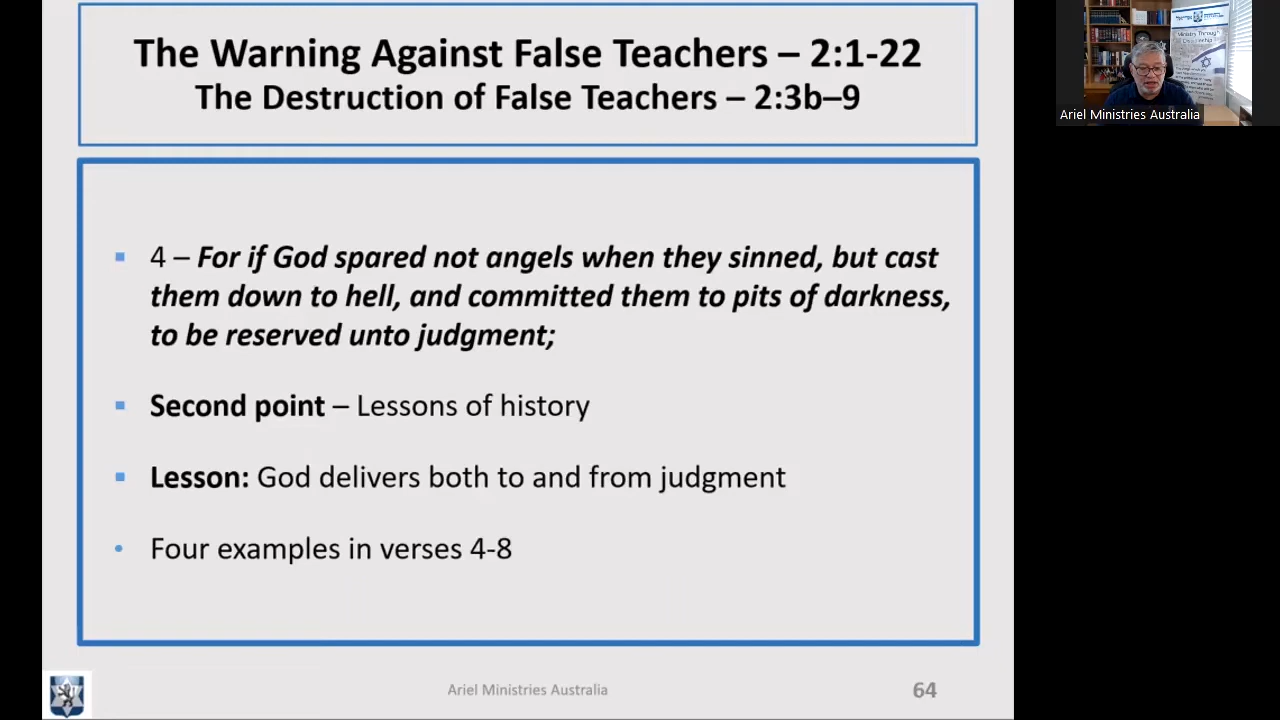 The Warning Against False Teachers – 2:1-22
The Destruction of False Teachers – 2:3b–9
4 – For if God spared not angels when they sinned, but cast
them down to hell, and committed them to pits of darkness,
to be reserved unto judgment;
Second point – Lessons of history
Lesson: God delivers both to and from judgment
Four examples in verses 4-8
Ariel Ministries Australia
64
Ministry Through
Ariel Ministries Australia